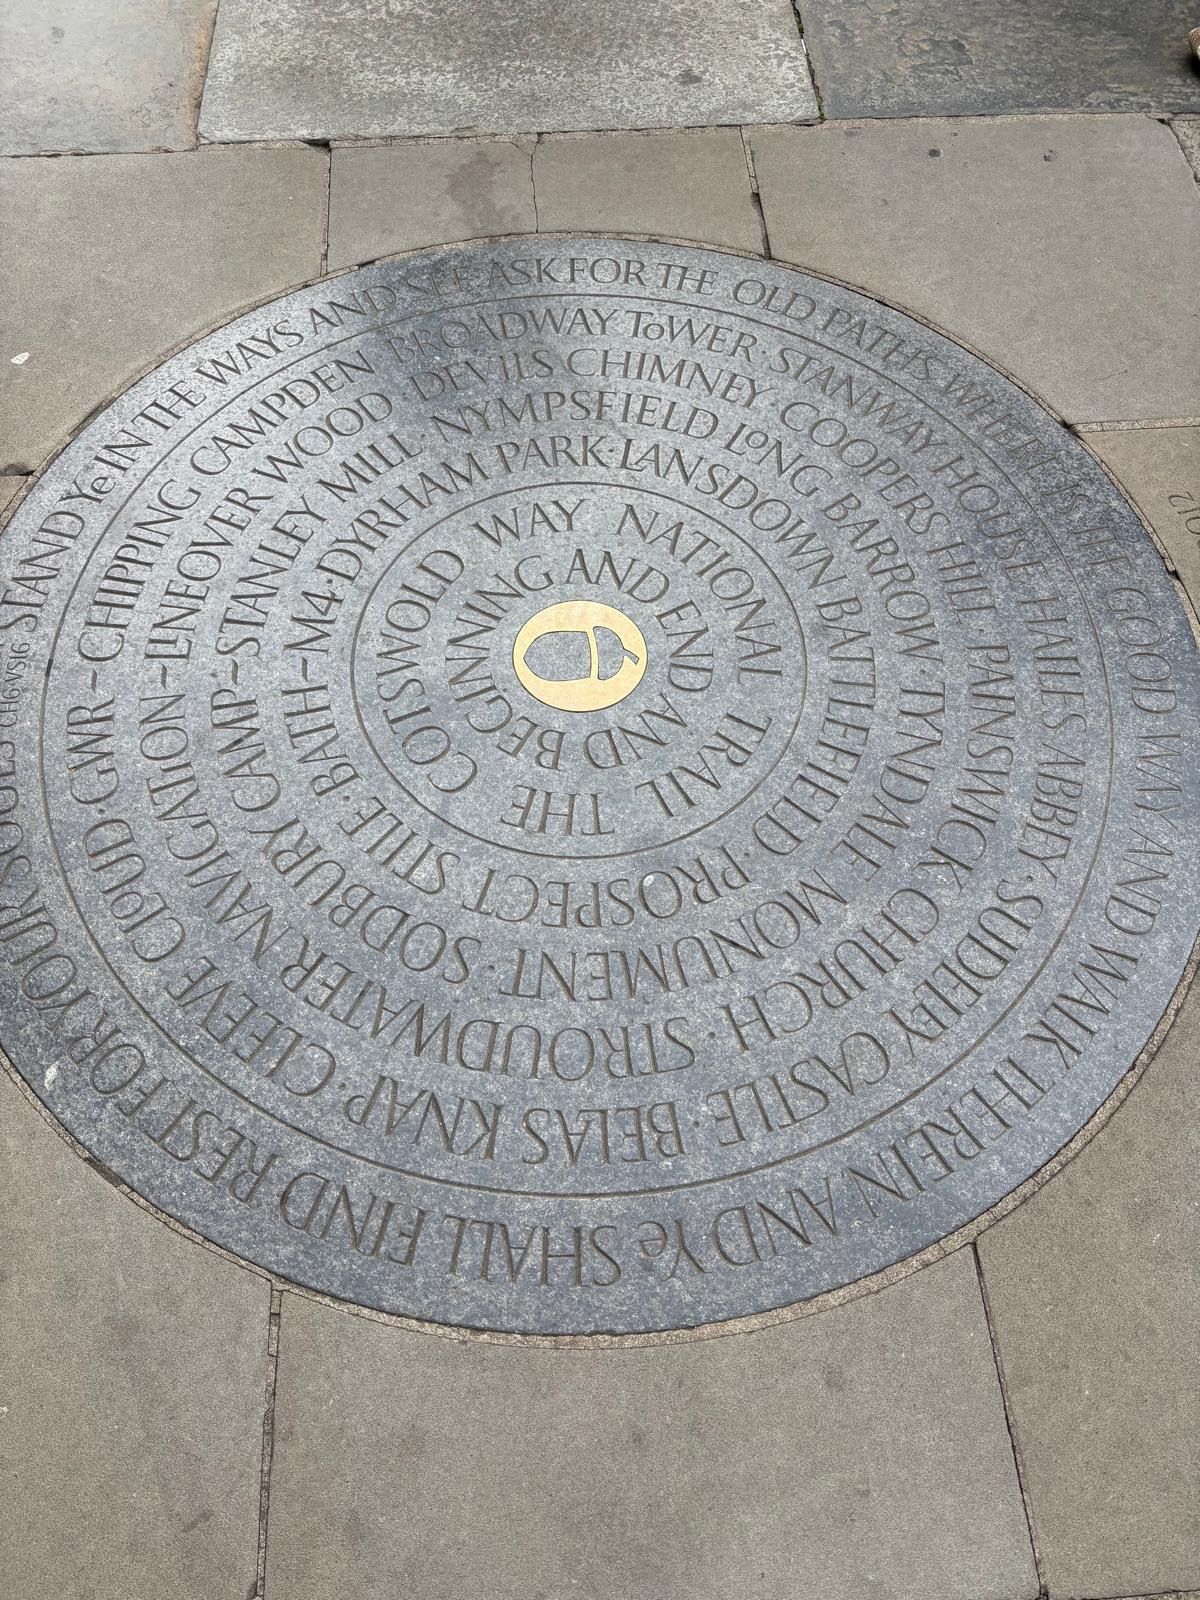 STAND Ye IN THE WAYS AND SEE ASK FOR THE OLD PATHS WHERE IS THE GOOD WAY AND WALK THEREIN AND Ye SHALL FIND REST FOR YOUR SOULES CH6VS16
CHIPPING CAMPDEN BROADWAY ToWER · STANWAY HOUSE HAILES ABBEY · SUDELEY CASTLE · BELAS KNAP · CLEEVE CLOUD · GWR ~
LINEOVER WOOD · DEVILS CHIMNEY · COOPERS HILL · PAINSWICK CHURCH · STROUDWATER NAVIGATION ~
STANLEY MILL · NYMPSFIELD LoNG BARROW · TYNDALE MONUMENT · SODBURY CAMP ~
M4 · DYRHAM PARK · LANSDOWN BATTLEFIELD · PROSPECT STILE · BATH ~
THE COTSWOLD WAY NATIONAL TRAIL
BEGINNING AND END AND